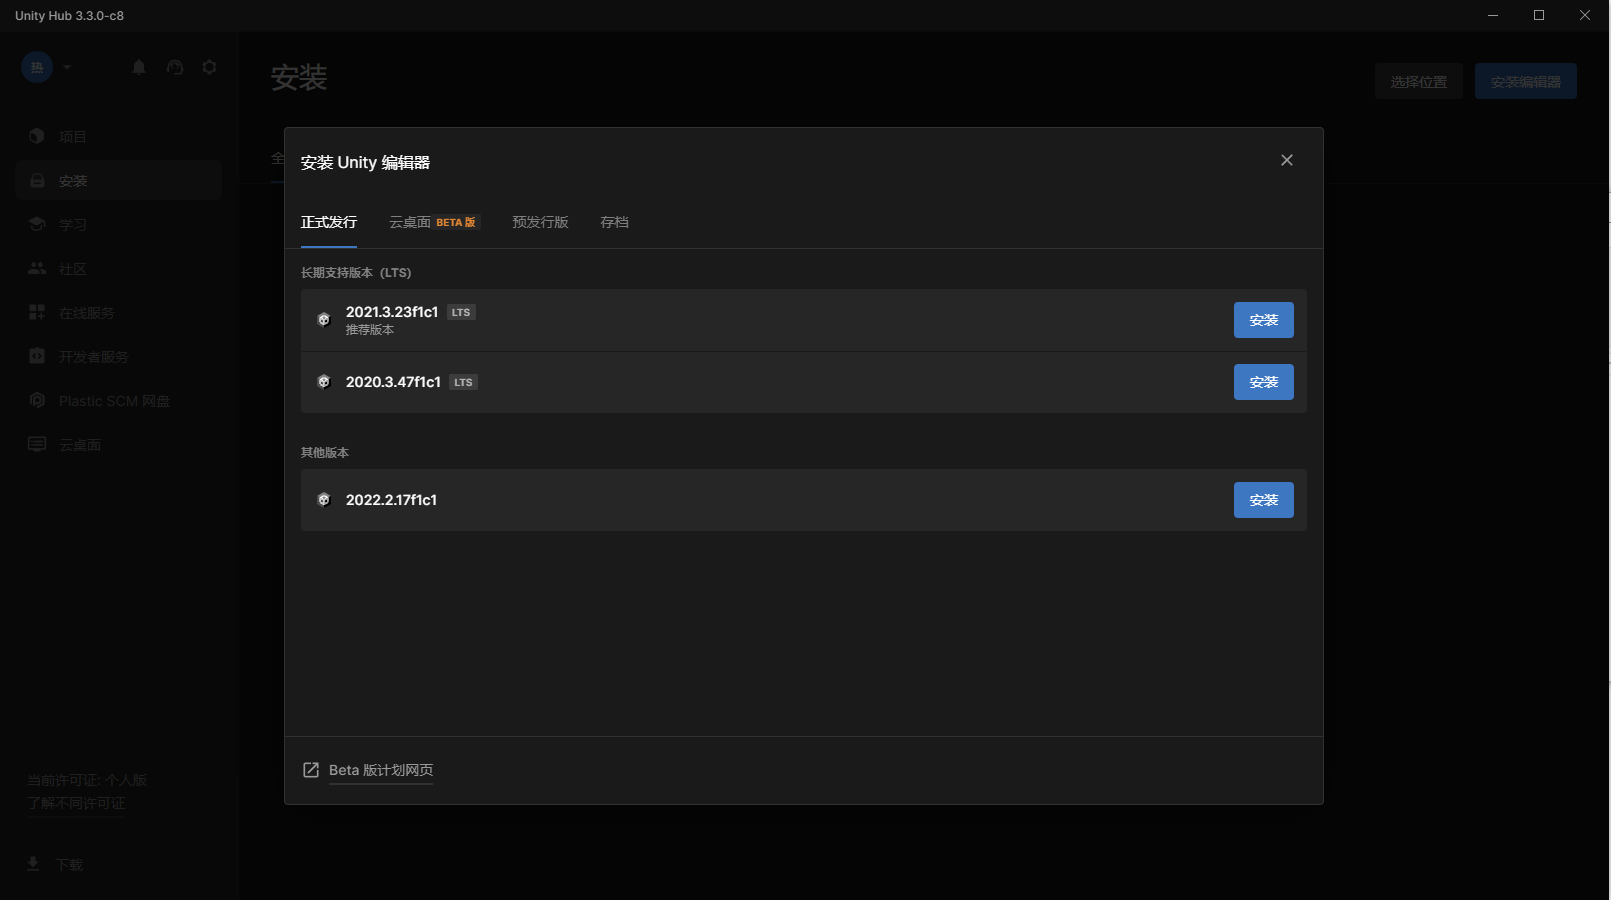 Unity Hub 3.3.0-c8
热
安装
选择位置
安装编辑器
项目
安装
学习
社区
在线服务
开发者服务
Plastic SCM 网盘
云桌面
全
安装 Unity 编辑器
正式发行
云桌面 BETA 版
预发行版
存档
长期支持版本 (LTS)
2021.3.23f1c1 LTS
推荐版本
安装
2020.3.47f1c1 LTS
安装
其他版本
2022.2.17f1c1
安装
Beta 版计划网页
当前许可证: 个人版
了解不同许可证
下载